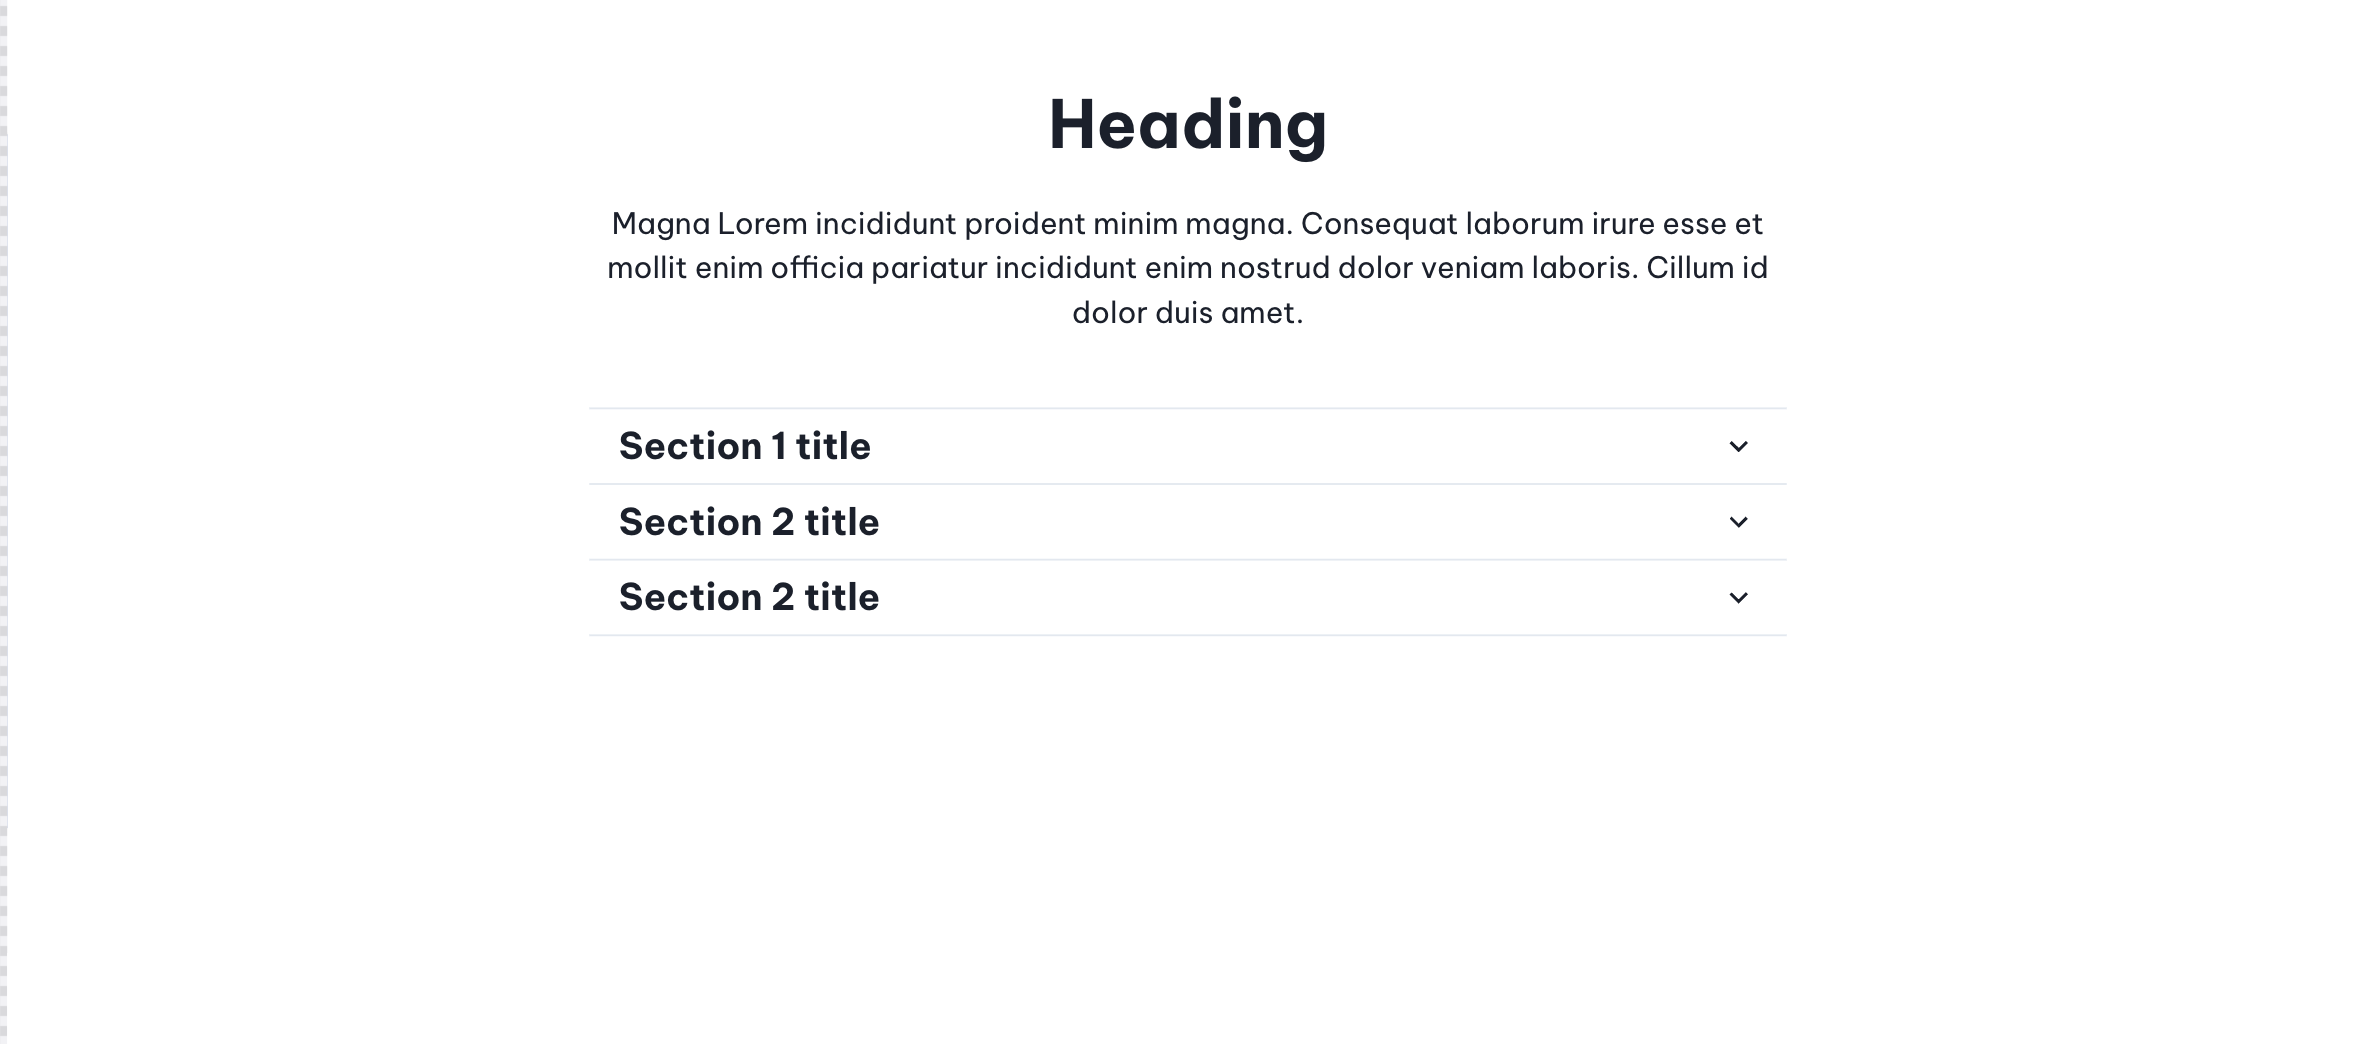 Heading
Magna Lorem incididunt proident minim magna. Consequat laborum irure esse et
mollit enim officia pariatur incididunt enim nostrud dolor veniam laboris. Cillum id
dolor duis amet.
Section 1 title
Section 2 title
Section 2 title